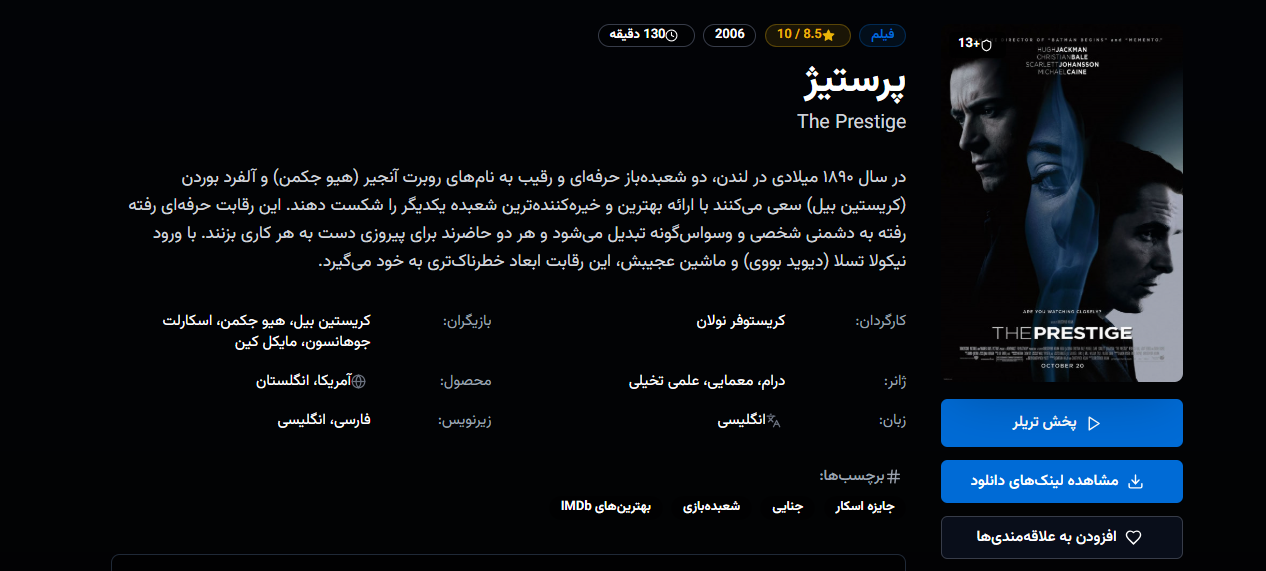 فیلم
8.5 / 10
2006
130 دقیقه
پرستیژ
The Prestige
در سال ۱۸۹۰ میلادی در لندن، دو شعبده‌باز حرفه‌ای و رقیب به نام‌های روبرت آنجیر (هیو جکمن) و آلفرد بوردن
(کریستین بیل) سعی می‌کنند با ارائه بهترین و خیره‌کننده‌ترین شعبده یکدیگر را شکست دهند. این رقابت حرفه‌ای رفته
رفته به دشمنی شخصی و وسواس‌گونه تبدیل می‌شود و هر دو حاضرند برای پیروزی دست به هر کاری بزنند. با ورود
نیکولا تسلا (دیوید بووی) و ماشین عجیبش، این رقابت ابعاد خطرناک‌تری به خود می‌گیرد.
کارگردان: کریستوفر نولان
بازیگران: کریستین بیل، هیو جکمن، اسکارلت
جوهانسون، مایکل کین
ژانر: درام، معمایی، علمی تخیلی
محصول: آمریکا، انگلستان
زبان: انگلیسی
زیرنویس: فارسی، انگلیسی
برچسب‌ها:
جایزه اسکار
جنایی
شعبده‌بازی
بهترین‌های IMDb
13+
DIRECTOR OF "BATMAN BEGINS" and "MEMENTO."
HUGH JACKMAN
CHRISTIAN BALE
SCARLETT JOHANSSON
MICHAEL CAINE
ARE YOU WATCHING CLOSELY?
THE PRESTIGE
OCTOBER 20
پخش تریلر
مشاهده لینک‌های دانلود
افزودن به علاقه‌مندی‌ها